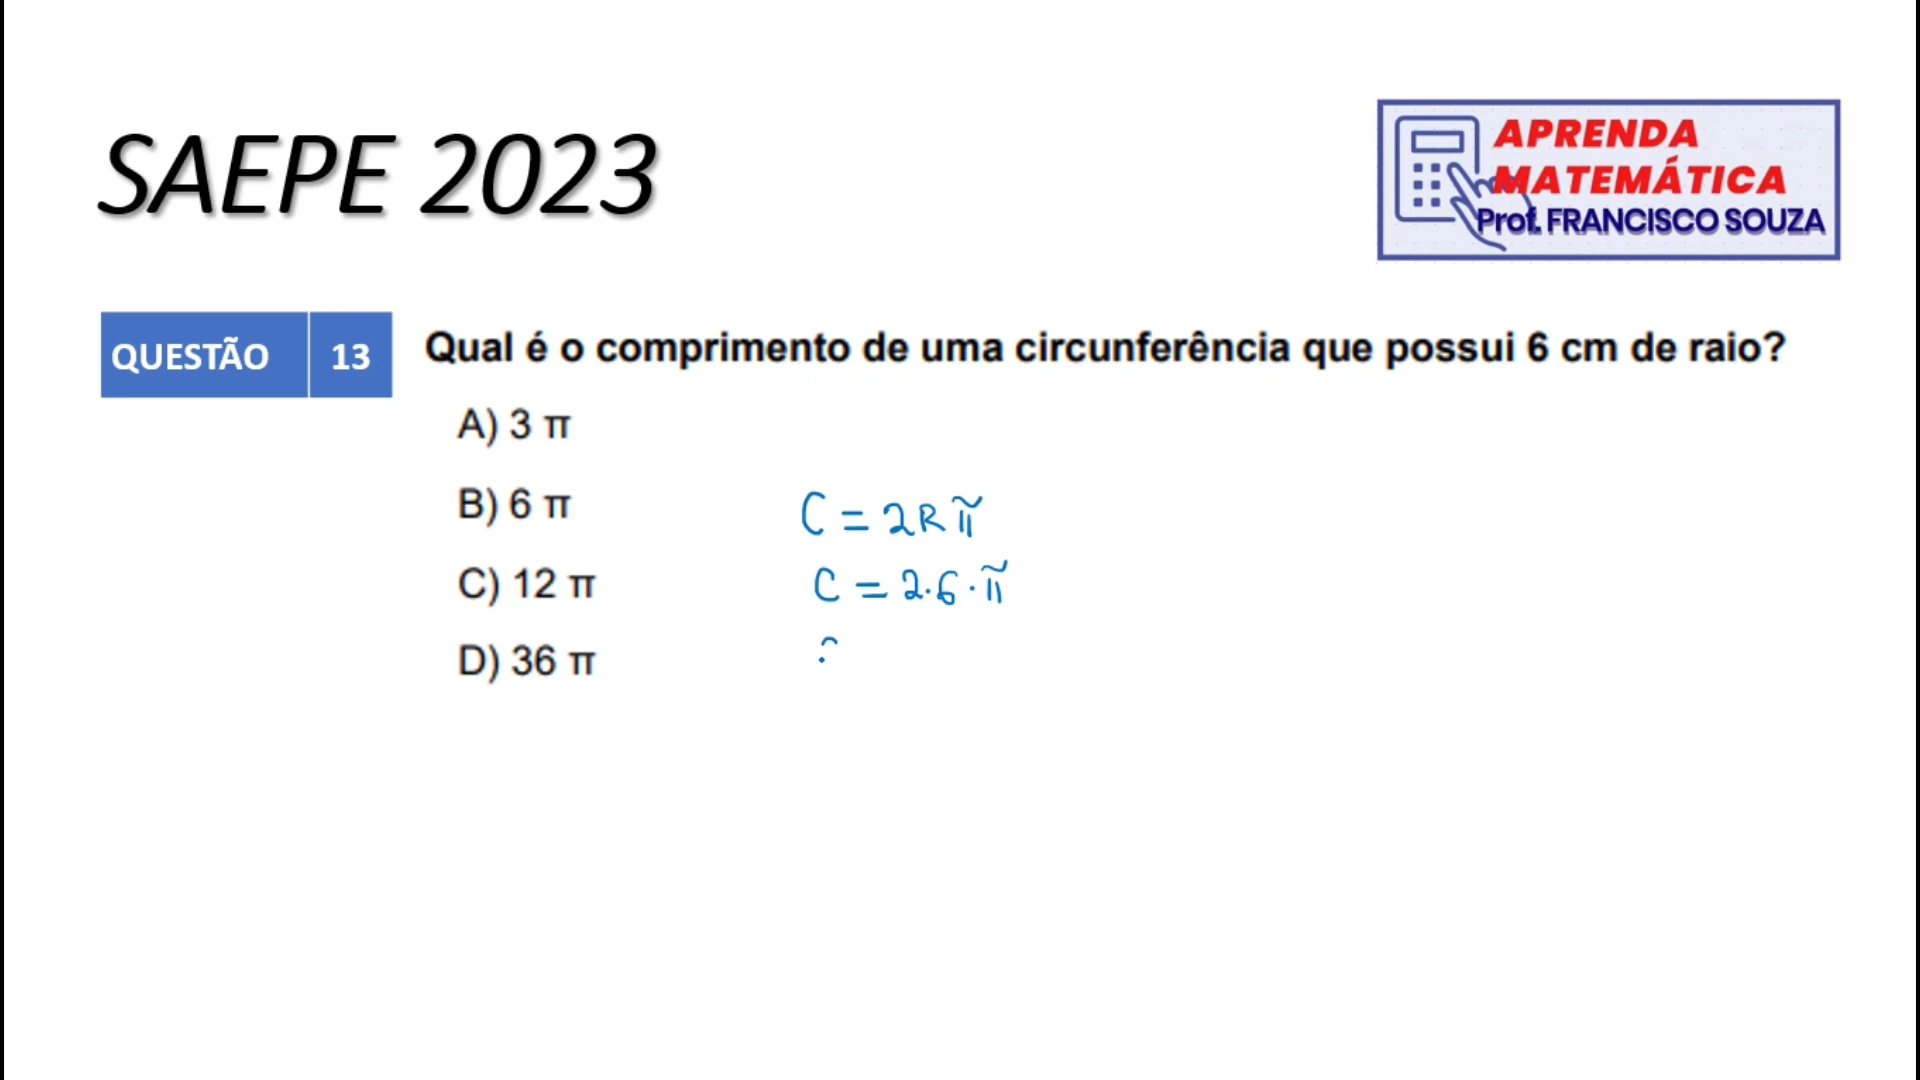 SAEPE 2023
APRENDA
MATEMÁTICA
Prof. FRANCISCO SOUZA
QUESTÃO 13
Qual é o comprimento de uma circunferência que possui 6 cm de raio?
A) 3 π
B) 6 π
C) 12 π
D) 36 π
C = 2Rπ
C = 2.6.π